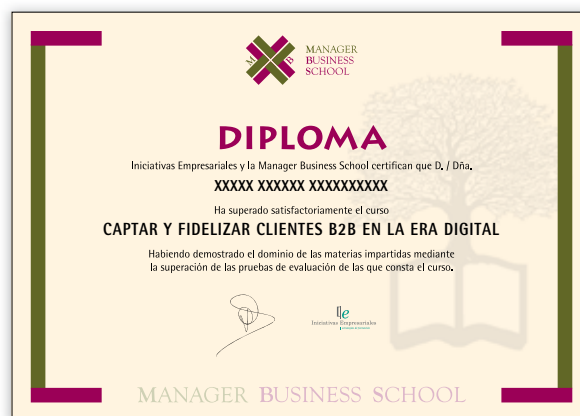 M B
MANAGER
BUSINESS
SCHOOL
DIPLOMA
Iniciativas Empresariales y la Manager Business School certifican que D. / Dña.
XXXXX XXXXXX XXXXXXXXXX
Ha superado satisfactoriamente el curso
CAPTAR Y FIDELIZAR CLIENTES B2B EN LA ERA DIGITAL
Habiendo demostrado el dominio de las materias impartidas mediante
la superación de las pruebas de evaluación de las que consta el curso.
Iniciativas Empresariales
MANAGER BUSINESS SCHOOL